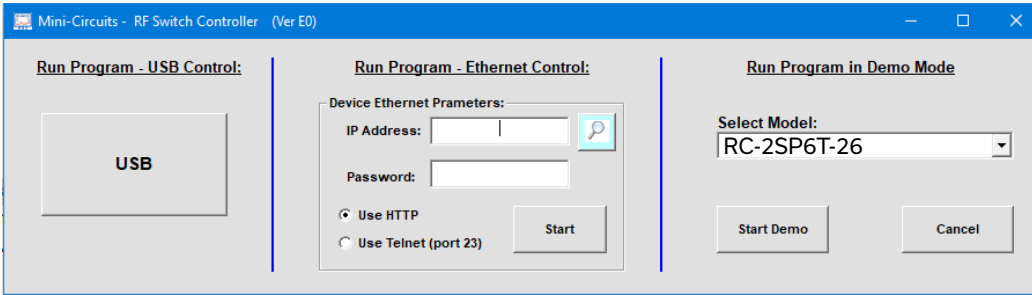 Mini-Circuits - RF Switch Controller (Ver E0)
Run Program - USB Control:
USB
Run Program - Ethernet Control:
Device Ethernet Prameters:
IP Address:
Password:
Use HTTP
Use Telnet (port 23)
Start
Run Program in Demo Mode
Select Model:
RC-2SP6T-26
Start Demo
Cancel